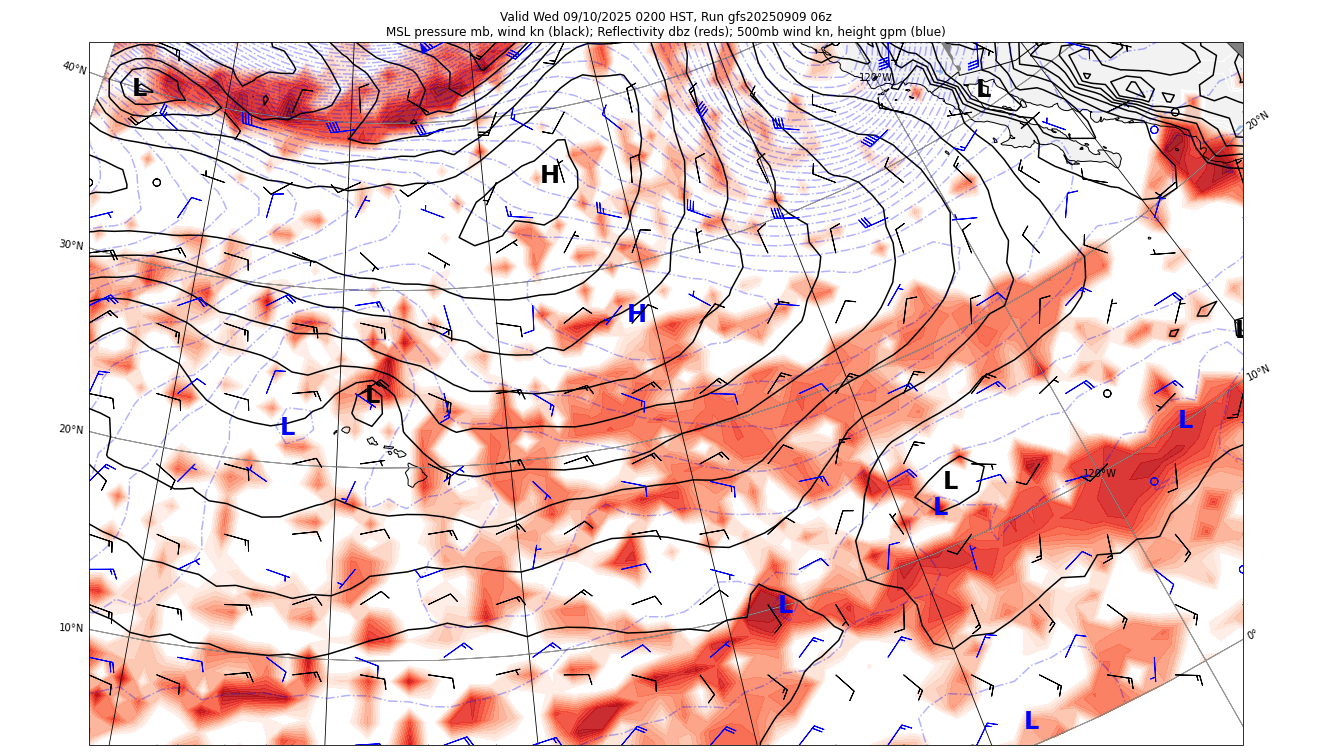 Valid Wed 09/10/2025 0200 HST, Run gfs20250909 06z
MSL pressure mb, wind kn (black); Reflectivity dbz (reds); 500mb wind kn, height gpm (blue)
40°N
L
120°W
L
20°N
H
30°N
H
L
10°N
L
L
20°N
L
120°W
L
L
L
10°N
0°
L